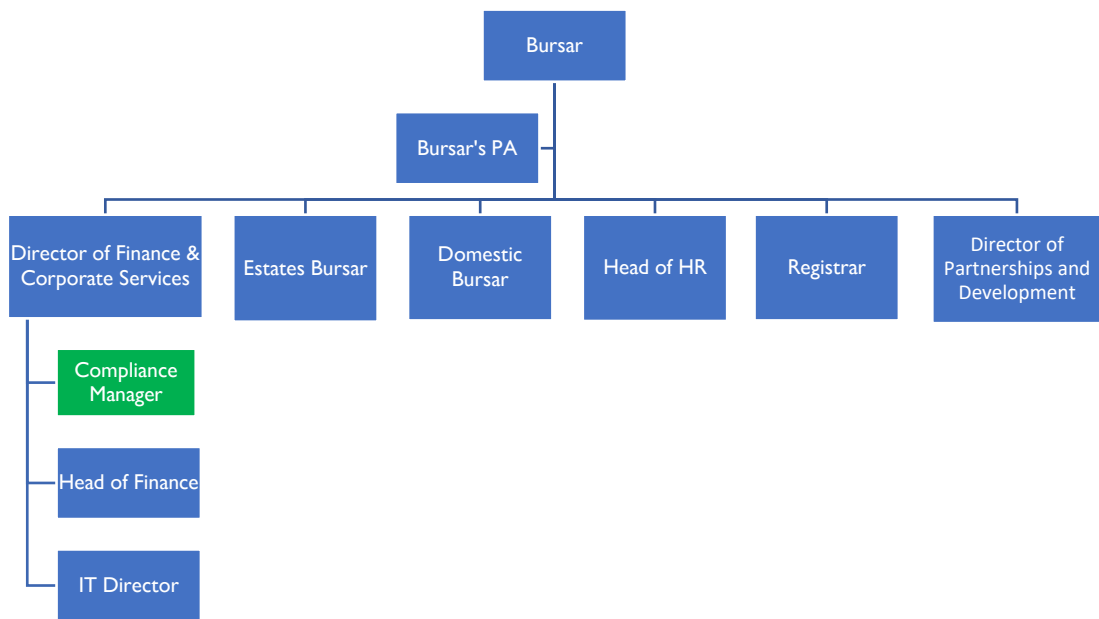 Bursar
Bursar's PA
Director of Finance &
Corporate Services
Estates Bursar
Domestic
Bursar
Head of HR
Registrar
Director of
Partnerships and
Development
Compliance
Manager
Head of Finance
IT Director